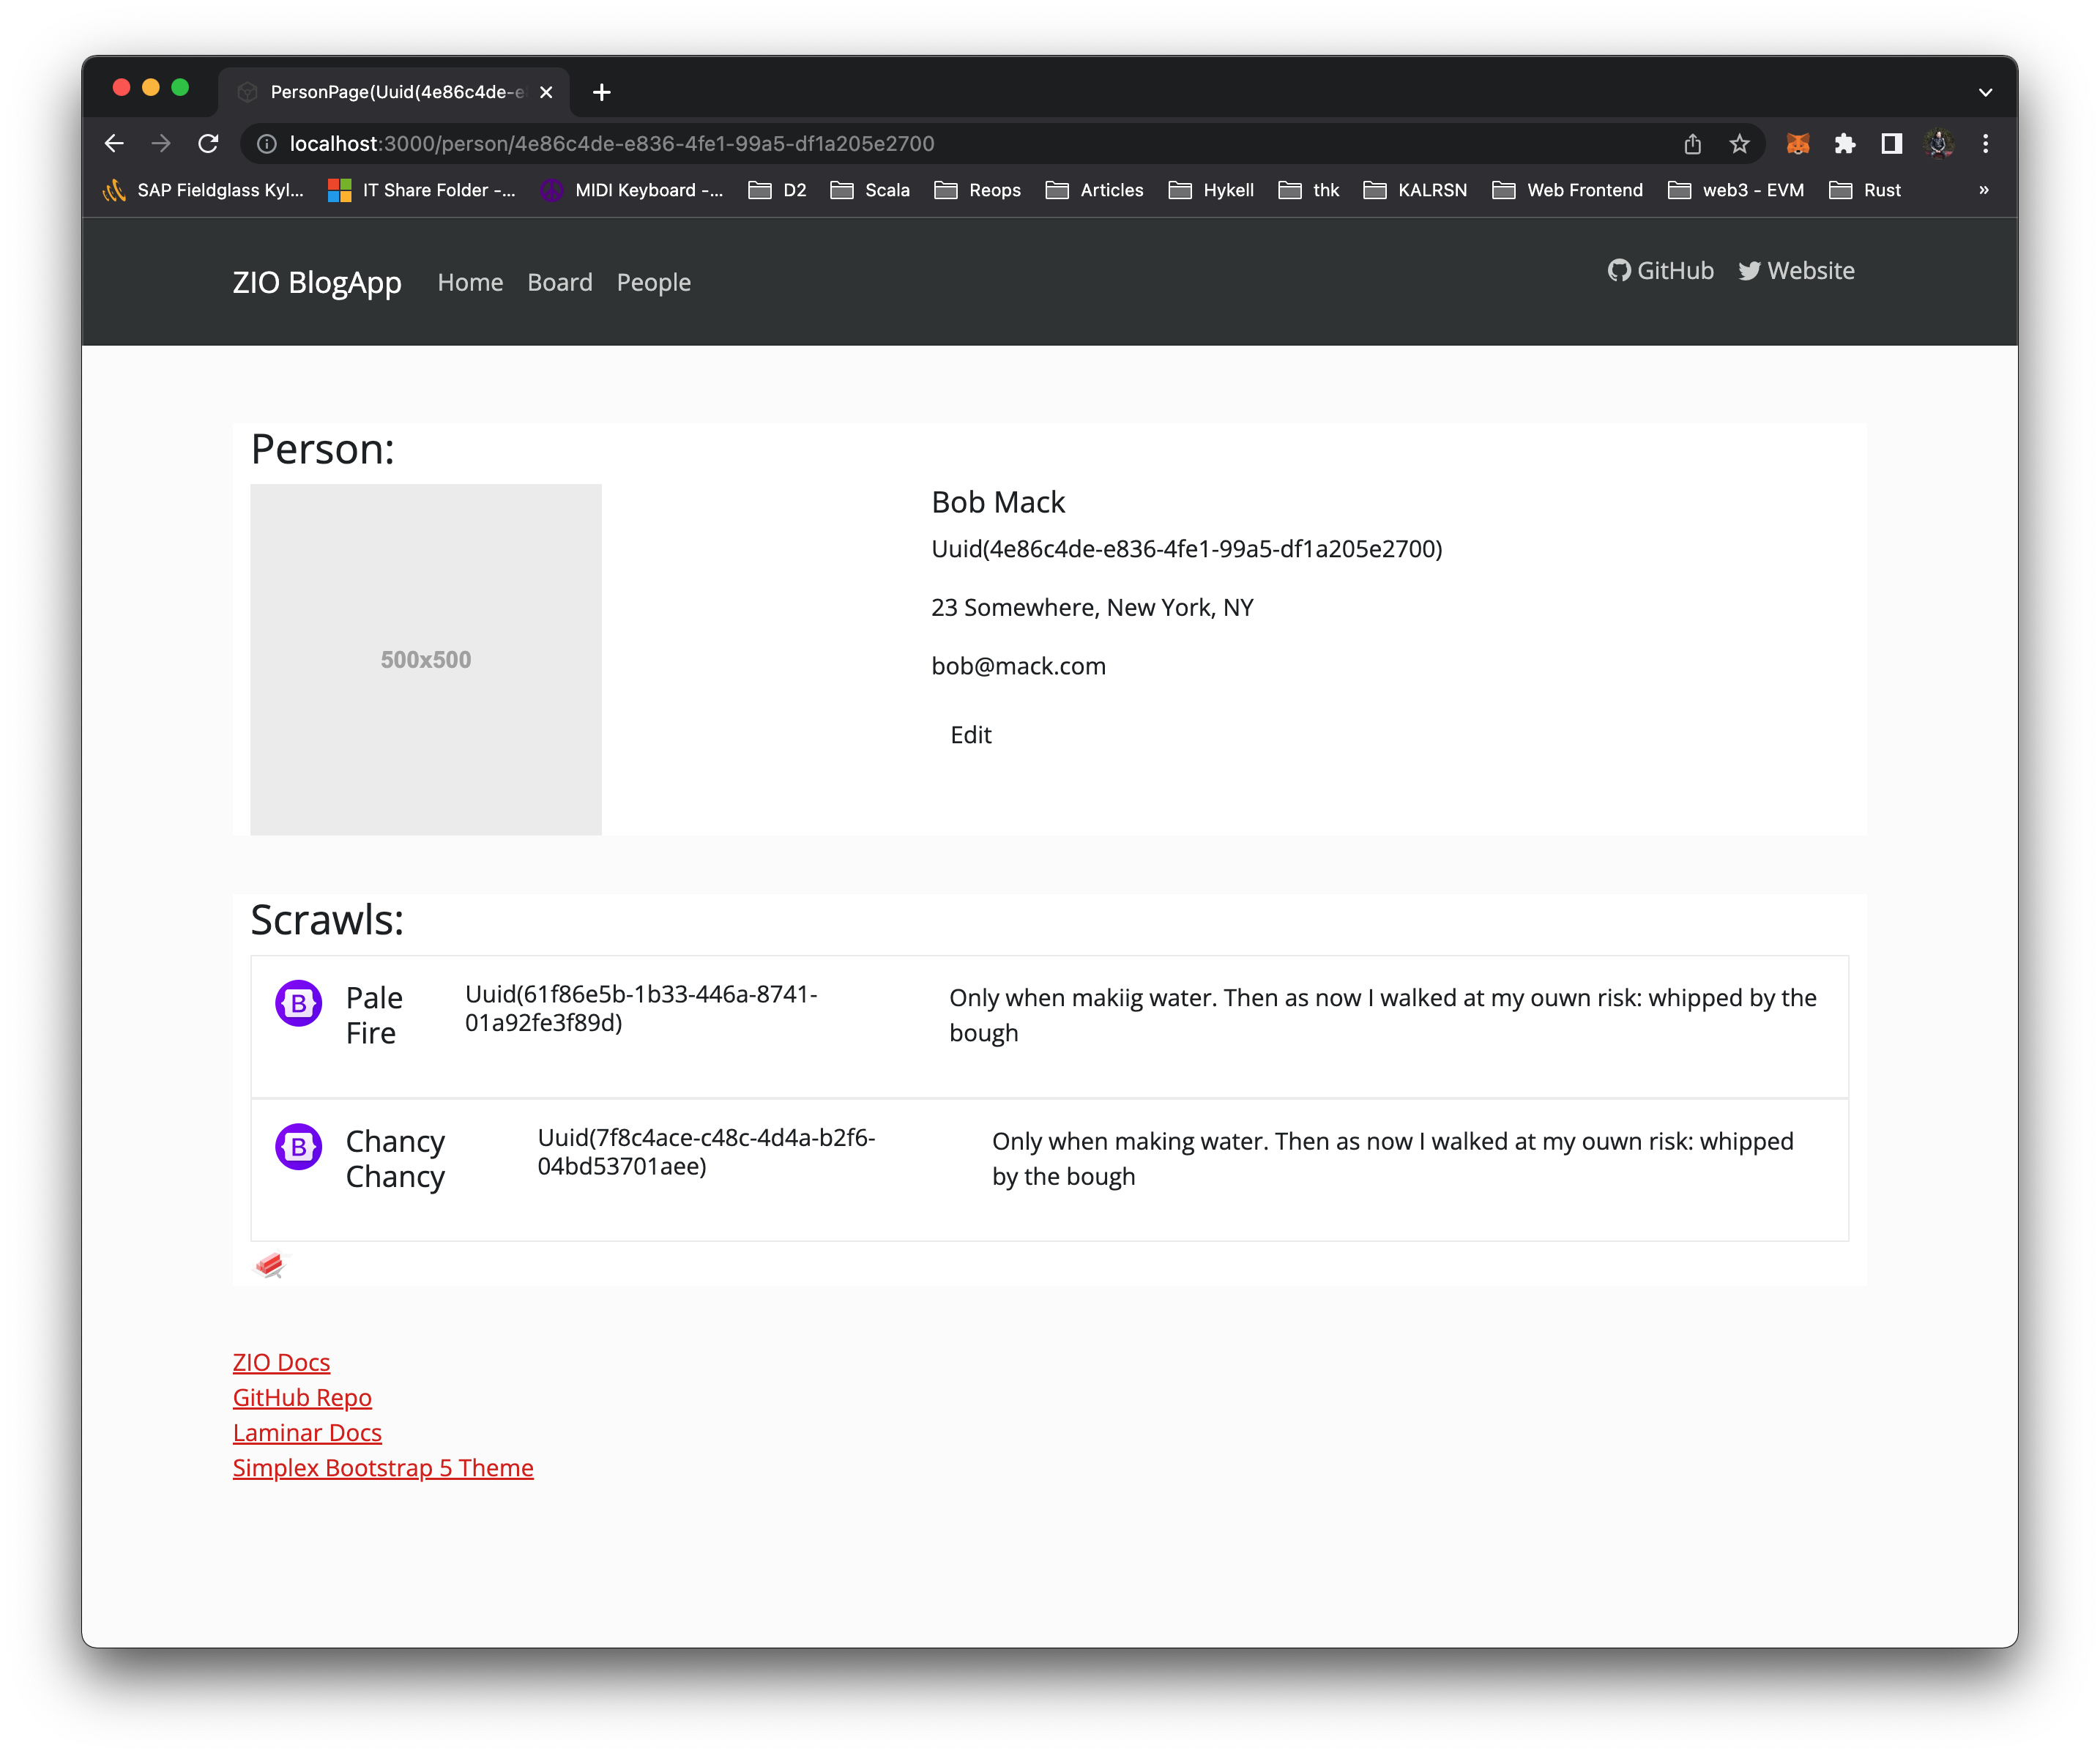 PersonPage(Uuid(4e86c4de-e
localhost:3000/person/4e86c4de-e836-4fe1-99a5-df1a205e2700
SAP Fieldglass Kyl... IT Share Folder -... MIDI Keyboard -... D2 Scala Reops Articles Hykell thk KALRSN Web Frontend web3 - EVM Rust »
ZIO BlogApp Home Board People GitHub Website
Person:
500x500
Bob Mack
Uuid(4e86c4de-e836-4fe1-99a5-df1a205e2700)
23 Somewhere, New York, NY
bob@mack.com
Edit
Scrawls:
B
Pale
Fire
Uuid(61f86e5b-1b33-446a-8741-
01a92fe3f89d)
Only when makiig water. Then as now I walked at my ouwn risk: whipped by the
bough
B
Chancy
Chancy
Uuid(7f8c4ace-c48c-4d4a-b2f6-
04bd53701aee)
Only when making water. Then as now I walked at my ouwn risk: whipped
by the bough
ZIO Docs
GitHub Repo
Laminar Docs
Simplex Bootstrap 5 Theme